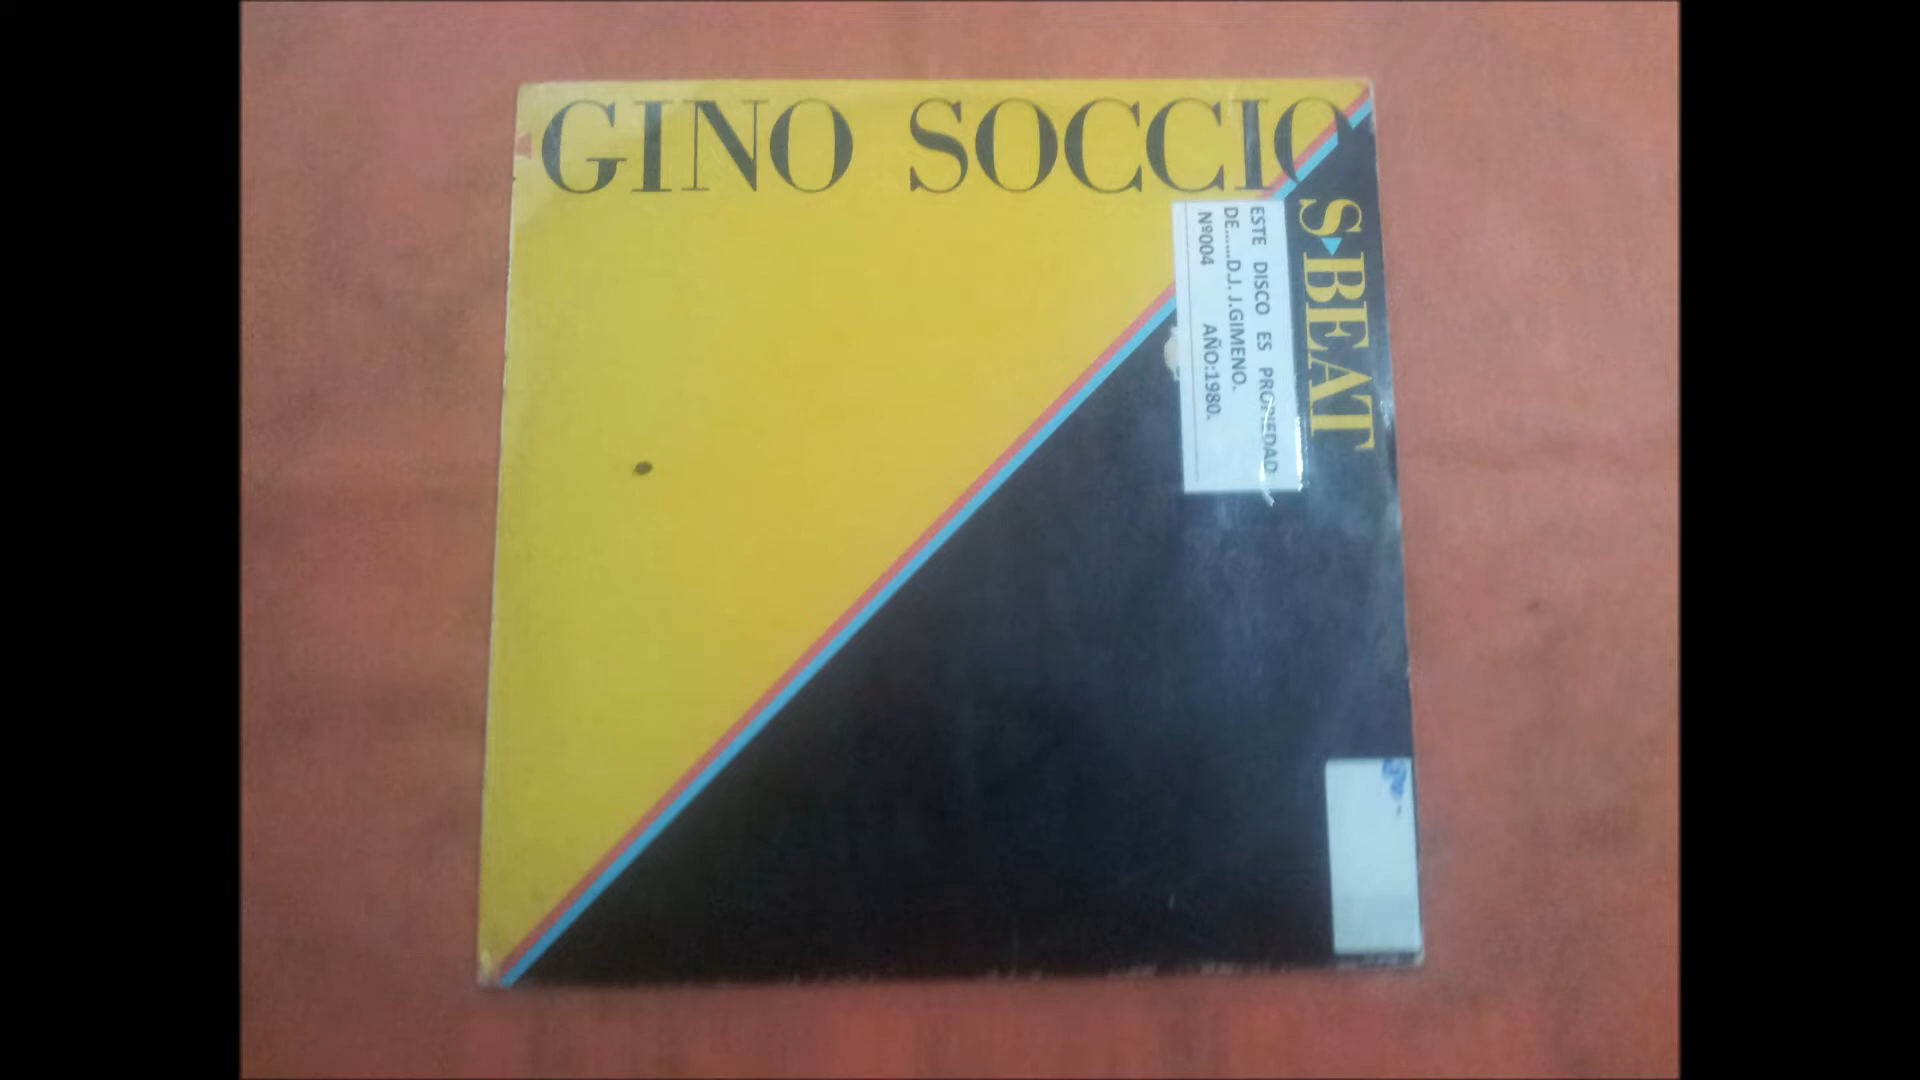 GINO SOCCIO
S·BEAT
ESTE DISCO ES PROPIEDAD
DE......D.J. J.GIMENO.
Nº004 AÑO:1980.